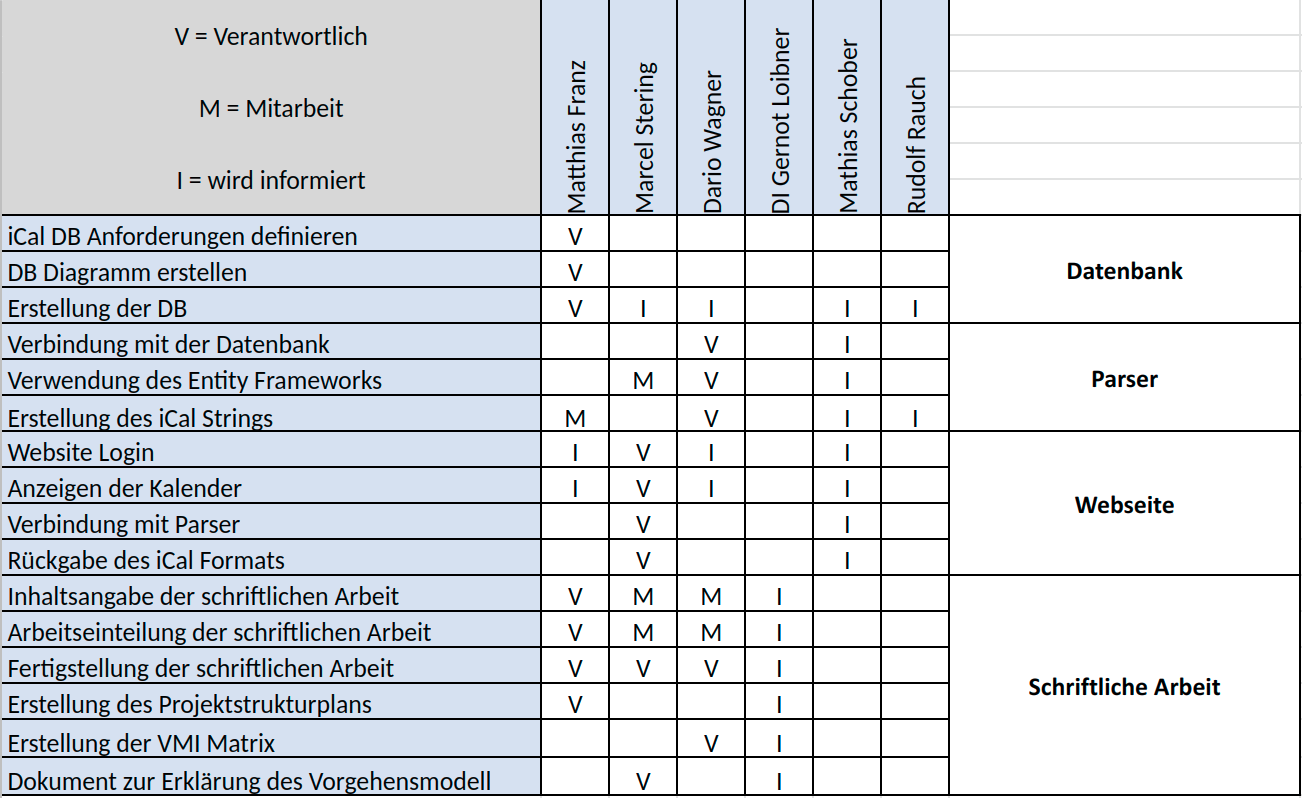 V = Verantwortlich
M = Mitarbeit
I = wird informiert
Matthias Franz
Marcel Stering
Dario Wagner
DI Gernot Loibner
Mathias Schober
Rudolf Rauch
iCal DB Anforderungen definieren V
DB Diagramm erstellen V
Datenbank
Erstellung der DB V I I I I
Verbindung mit der Datenbank V I
Verwendung des Entity Frameworks M V I
Parser
Erstellung des iCal Strings M V I I
Website Login I V I I
Anzeigen der Kalender I V I I
Webseite
Verbindung mit Parser V I
Rückgabe des iCal Formats V I
Inhaltsangabe der schriftlichen Arbeit V M M I
Arbeitseinteilung der schriftlichen Arbeit V M M I
Fertigstellung der schriftlichen Arbeit V V V I
Schriftliche Arbeit
Erstellung des Projektstrukturplans V I
Erstellung der VMI Matrix V I
Dokument zur Erklärung des Vorgehensmodell V I